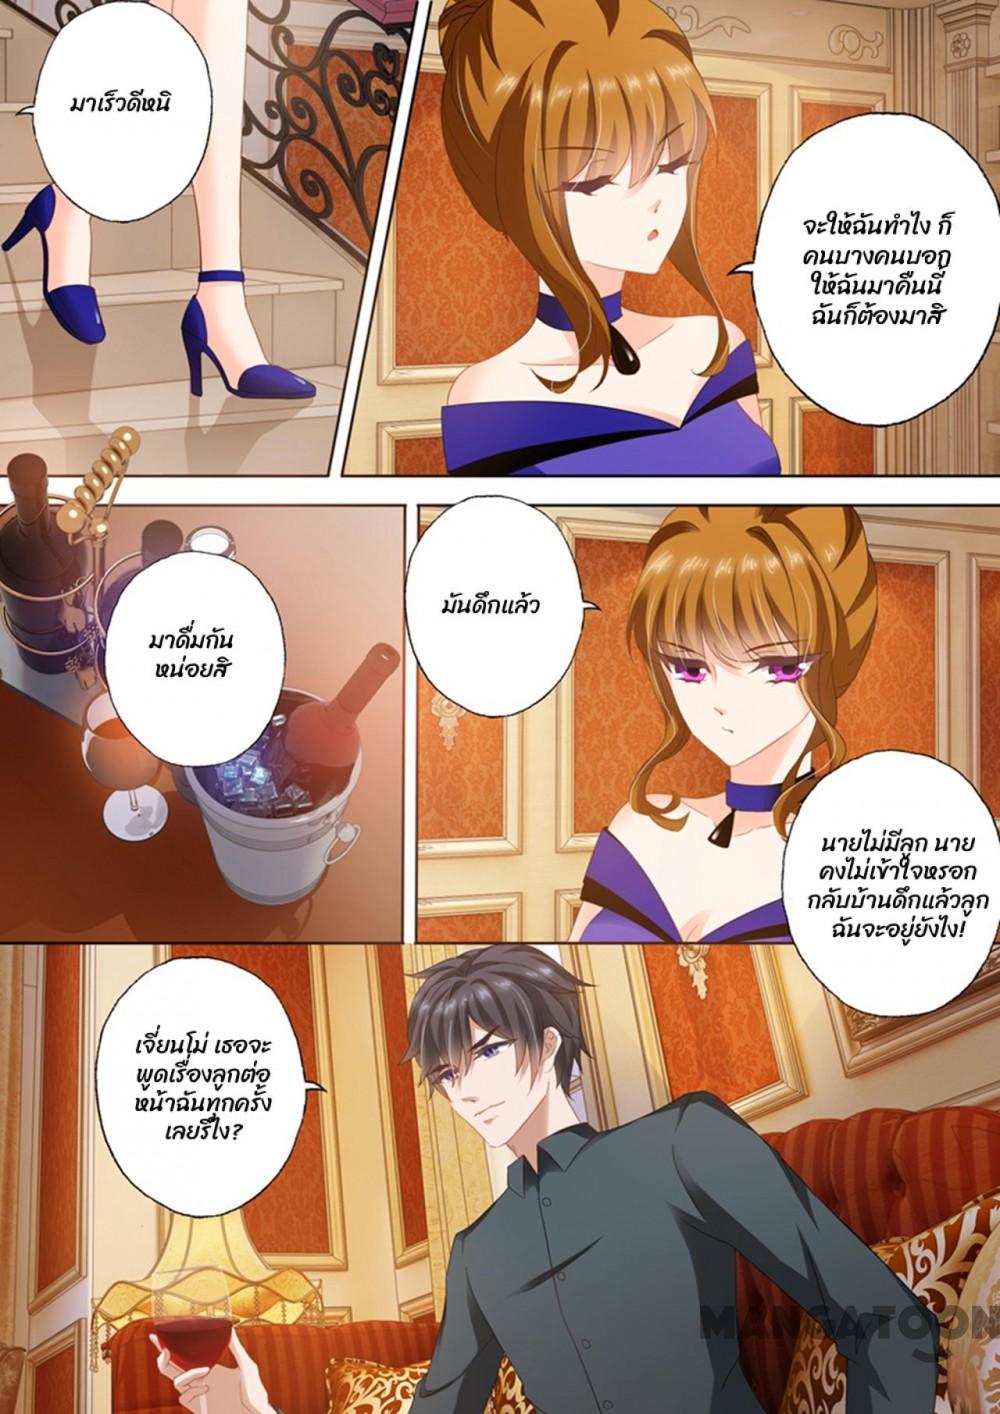 มาเร็วดีหนิ
จะให้ฉันทำไง ก็
คนบางคนบอก
ให้ฉันมาคืนนี้
ฉันก็ต้องมาสิ
มันดึกแล้ว
มาดื่มกัน
หน่อยสิ
นายไม่มีลูก นาย
คงไม่เข้าใจหรอก
กลับบ้านดึกแล้วลูก
ฉันจะอยู่ยังไง!
เจี่ยนโม่ เธอจะ
พูดเรื่องลูกต่อ
หน้าฉันทุกครั้ง
เลยรึไง?
MANGATOON